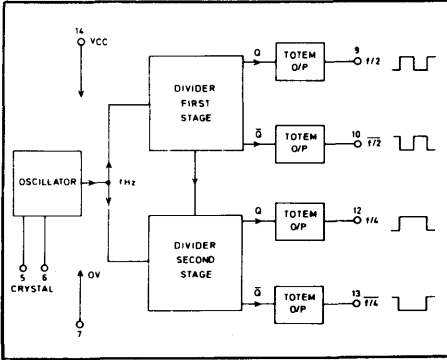 14
VCC
OSCILLATOR
fHz
5
6
CRYSTAL
0V
7
DIVIDER
FIRST
STAGE
DIVIDER
SECOND
STAGE
Q
TOTEM
O/P
9
f/2
Q̅
TOTEM
O/P
10
f/2
Q
TOTEM
O/P
12
f/4
Q̅
TOTEM
O/P
13
f/4